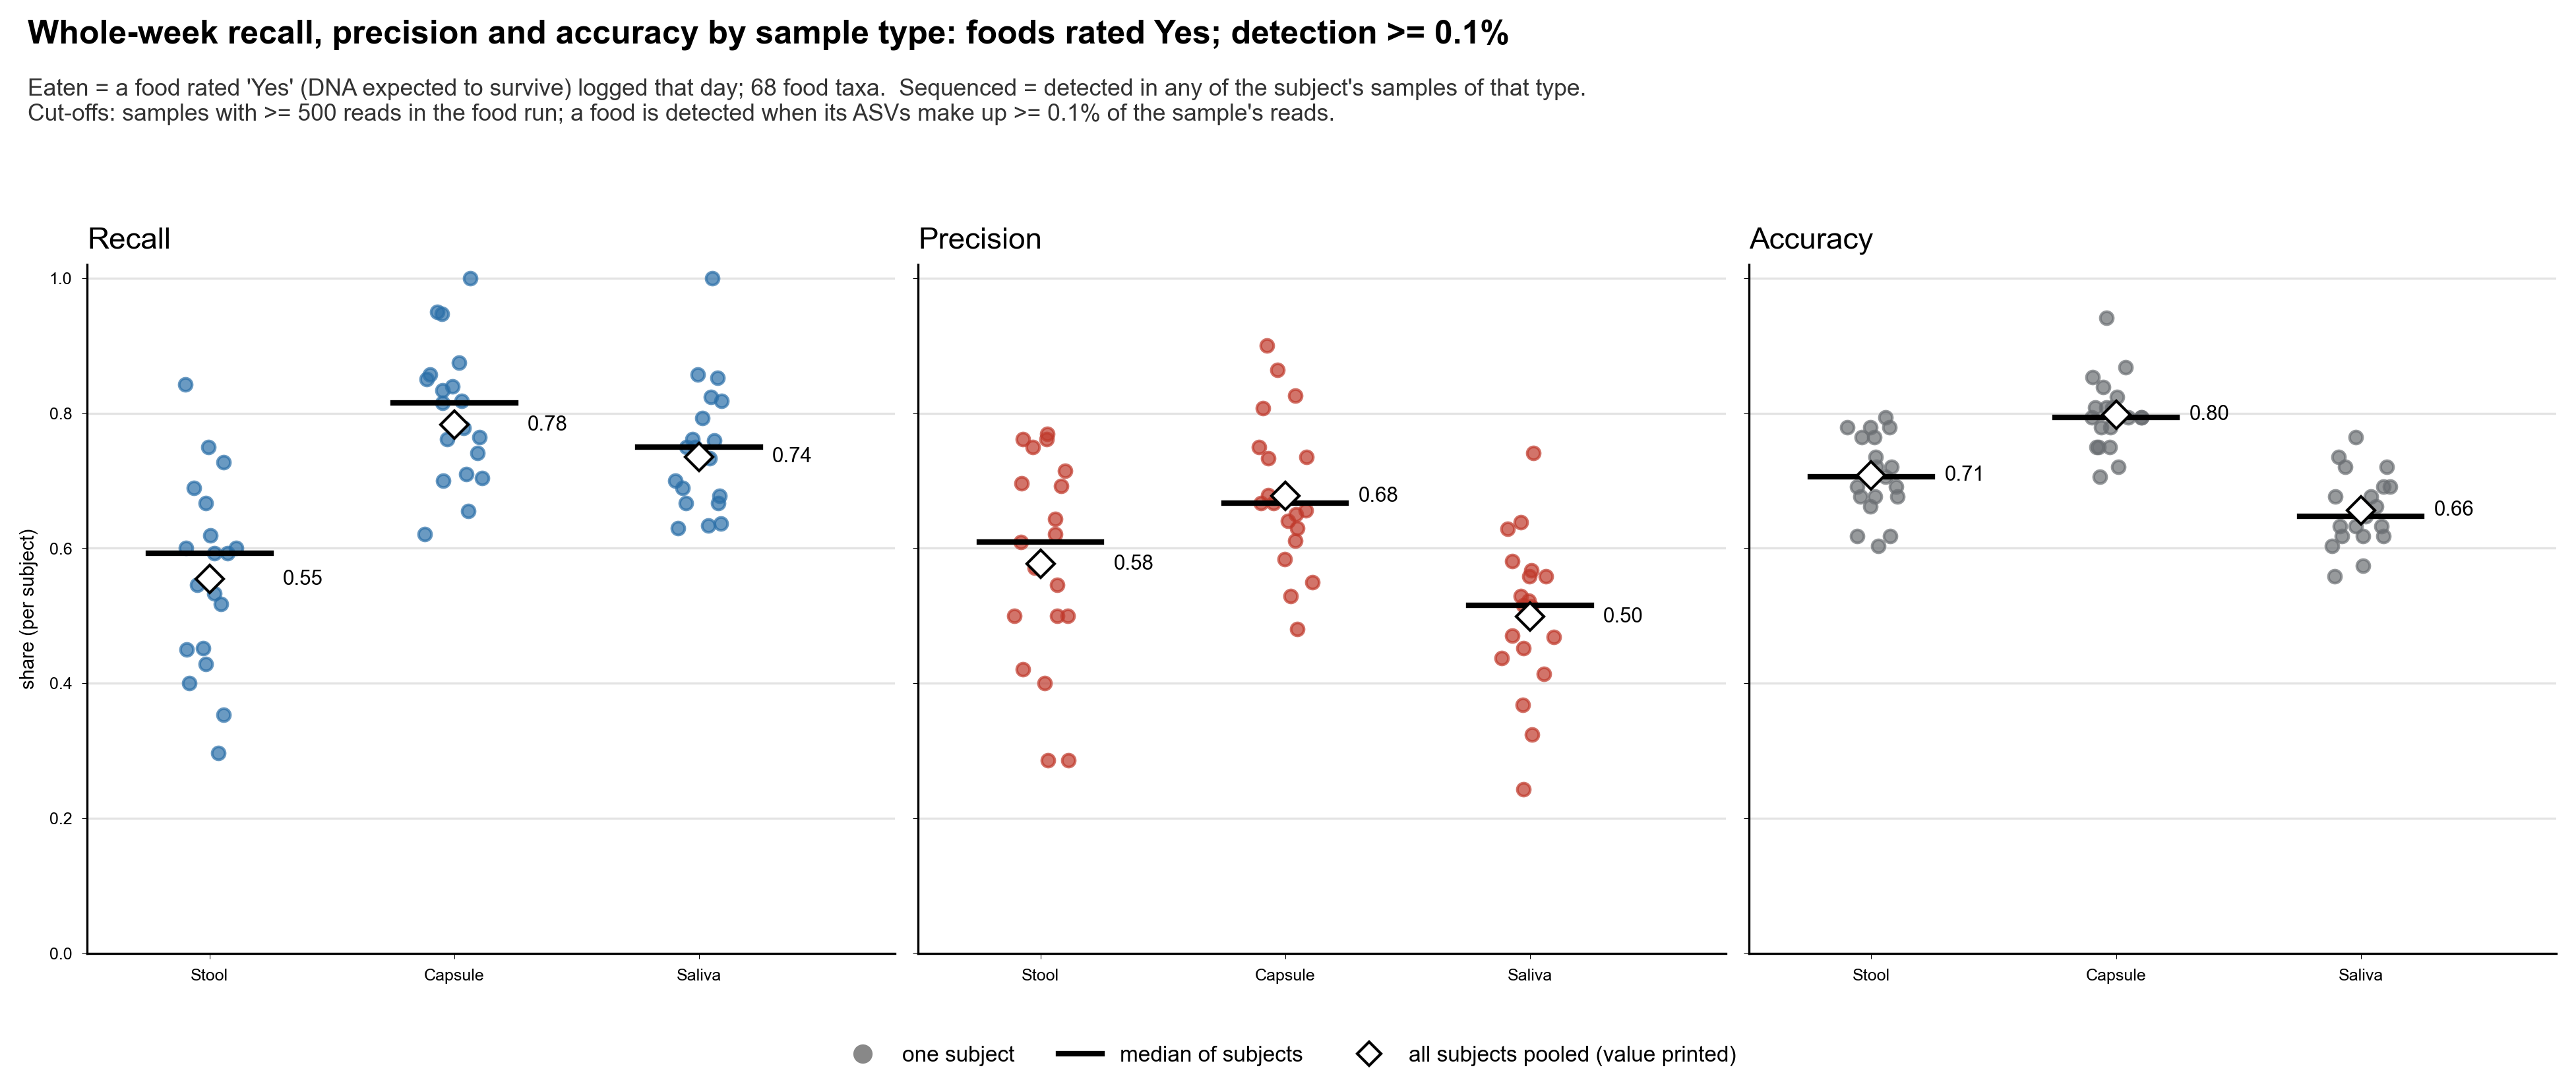 Whole-week recall, precision and accuracy by sample type: foods rated Yes; detection >= 0.1%
Eaten = a food rated 'Yes' (DNA expected to survive) logged that day; 68 food taxa.  Sequenced = detected in any of the subject's samples of that type.
Cut-offs: samples with >= 500 reads in the food run; a food is detected when its ASVs make up >= 0.1% of the sample's reads.
Recall
Precision
Accuracy
share (per subject)
1.0
0.8
0.6
0.4
0.2
0.0
0.55
0.78
0.74
0.58
0.68
0.50
0.71
0.80
0.66
Stool
Capsule
Saliva
Stool
Capsule
Saliva
Stool
Capsule
Saliva
one subject
median of subjects
all subjects pooled (value printed)